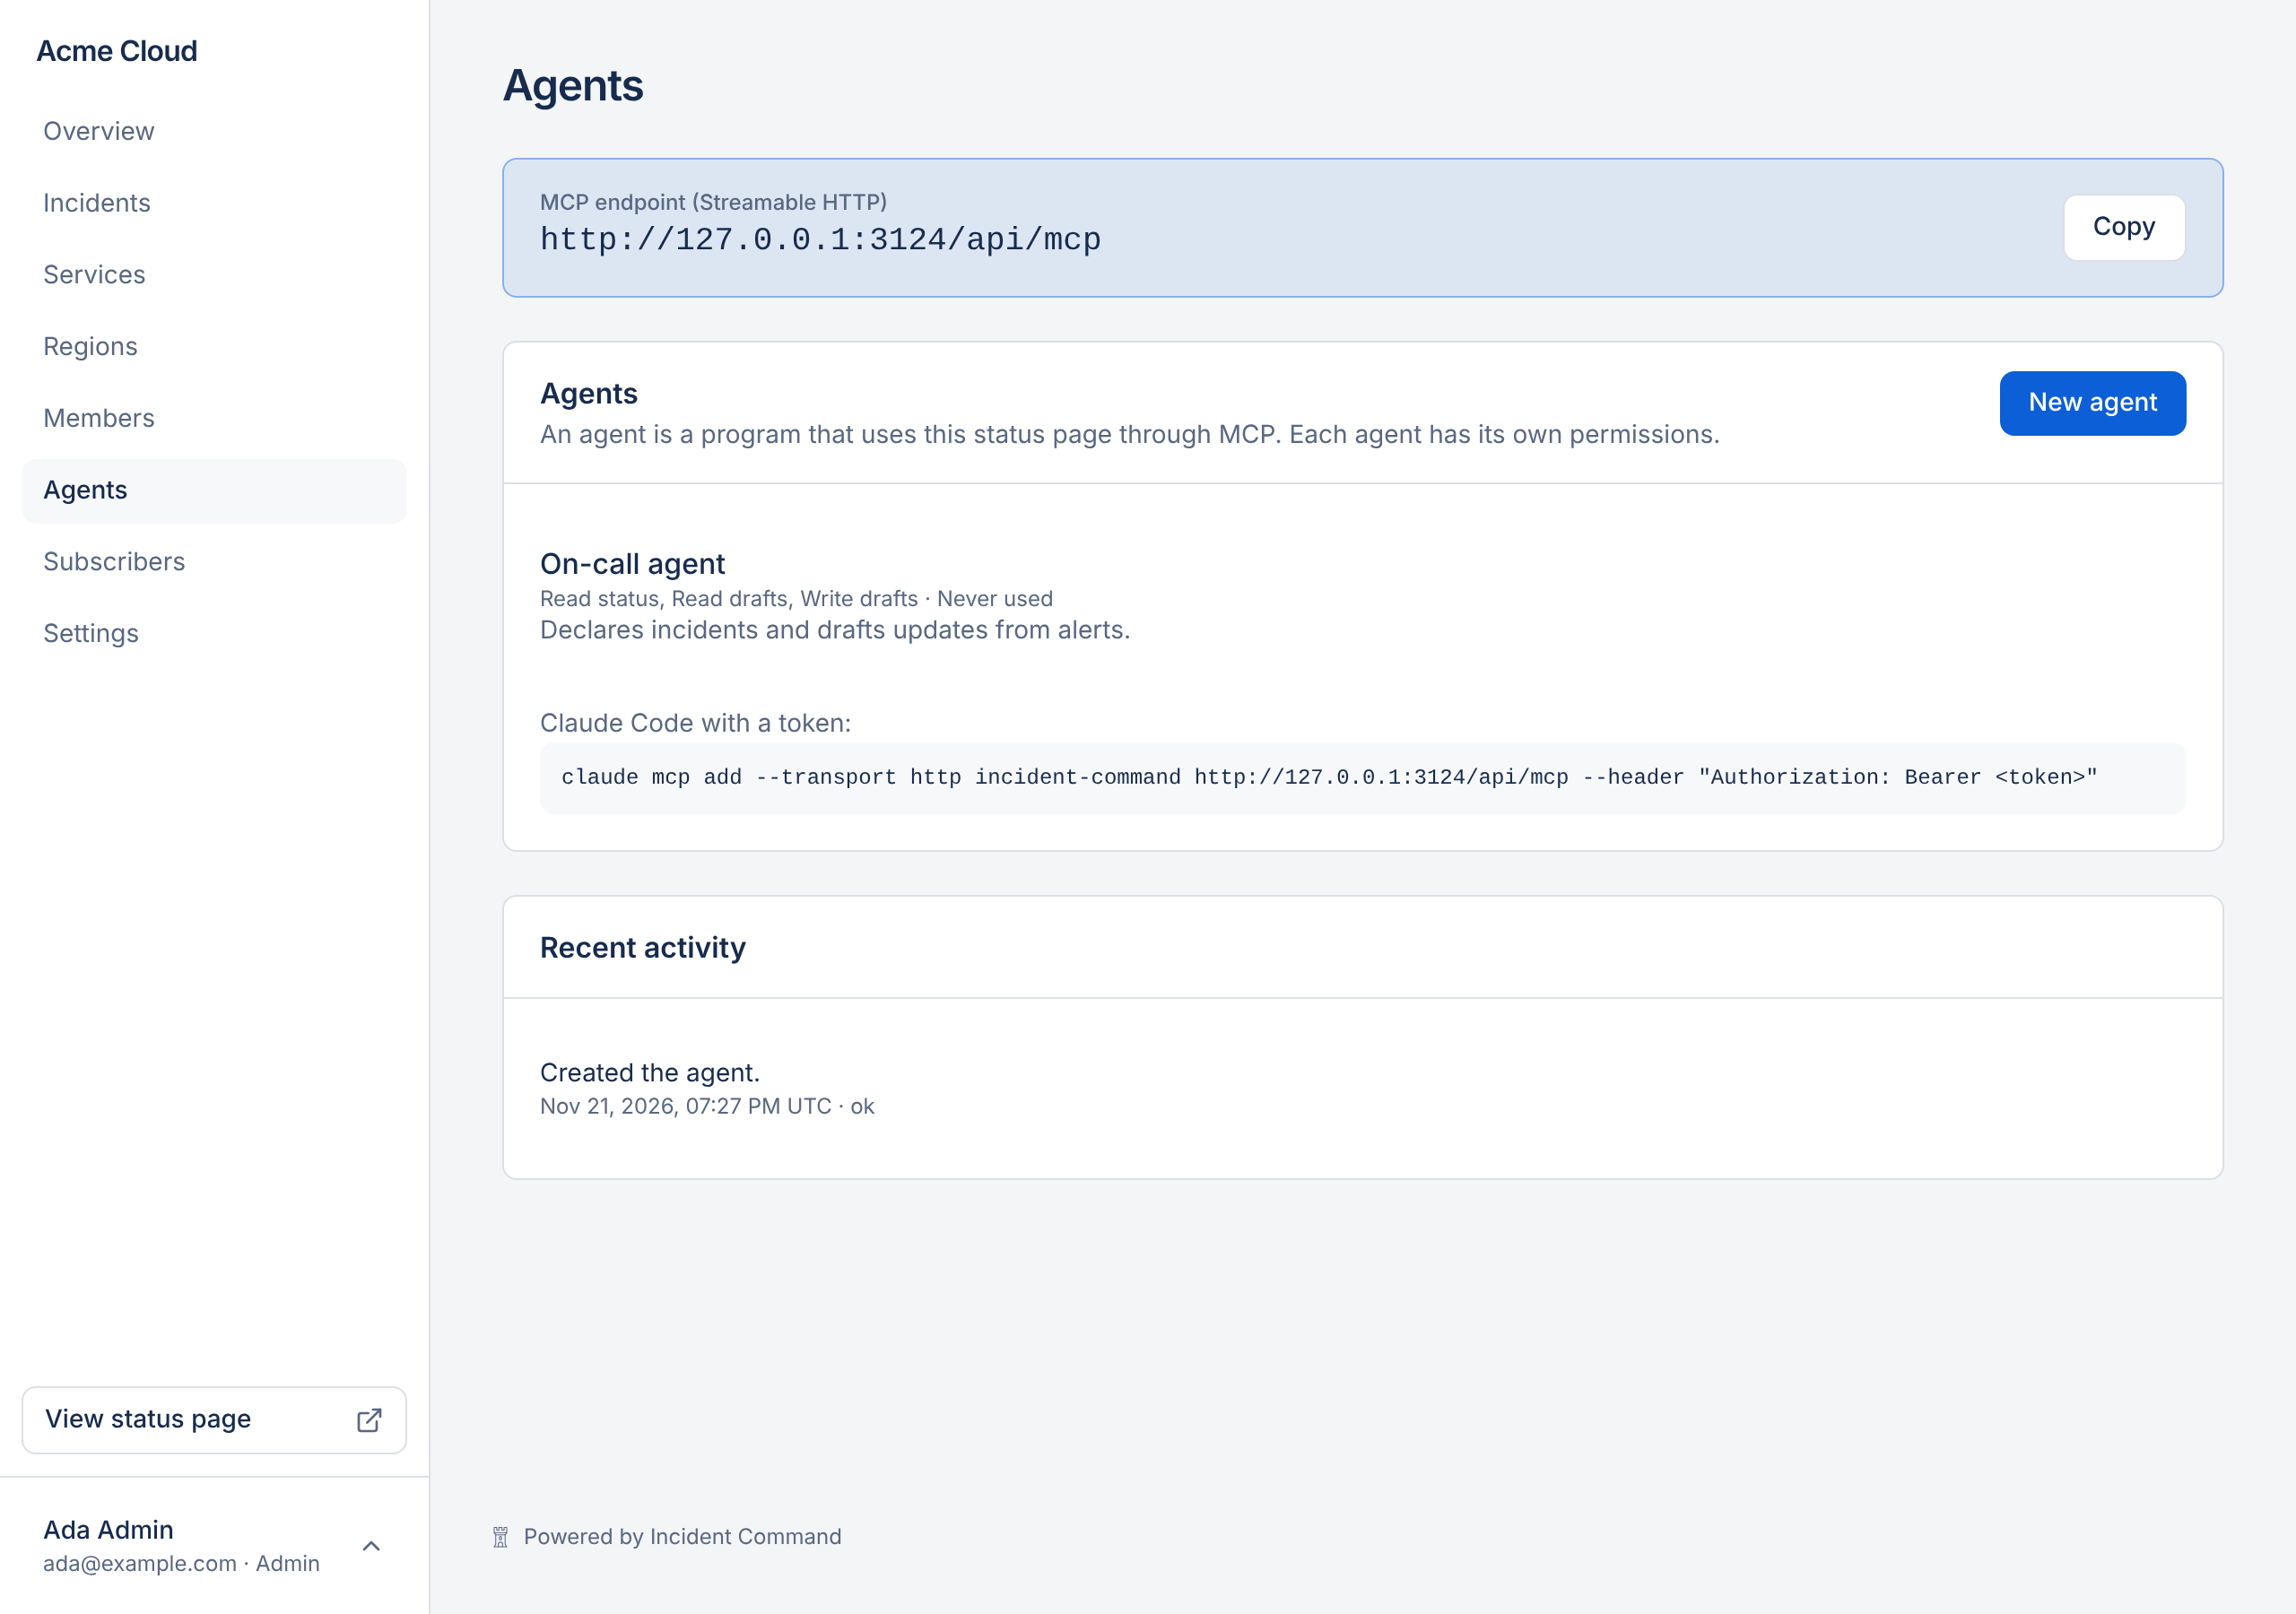 Acme Cloud
Overview
Incidents
Services
Regions
Members
Agents
Subscribers
Settings
View status page
Ada Admin
ada@example.com · Admin
Agents
MCP endpoint (Streamable HTTP)
http://127.0.0.1:3124/api/mcp
Copy
Agents
An agent is a program that uses this status page through MCP. Each agent has its own permissions.
New agent
On-call agent
Read status, Read drafts, Write drafts · Never used
Declares incidents and drafts updates from alerts.
Claude Code with a token:
claude mcp add --transport http incident-command http://127.0.0.1:3124/api/mcp --header "Authorization: Bearer <token>"
Recent activity
Created the agent.
Nov 21, 2026, 07:27 PM UTC · ok
Powered by Incident Command